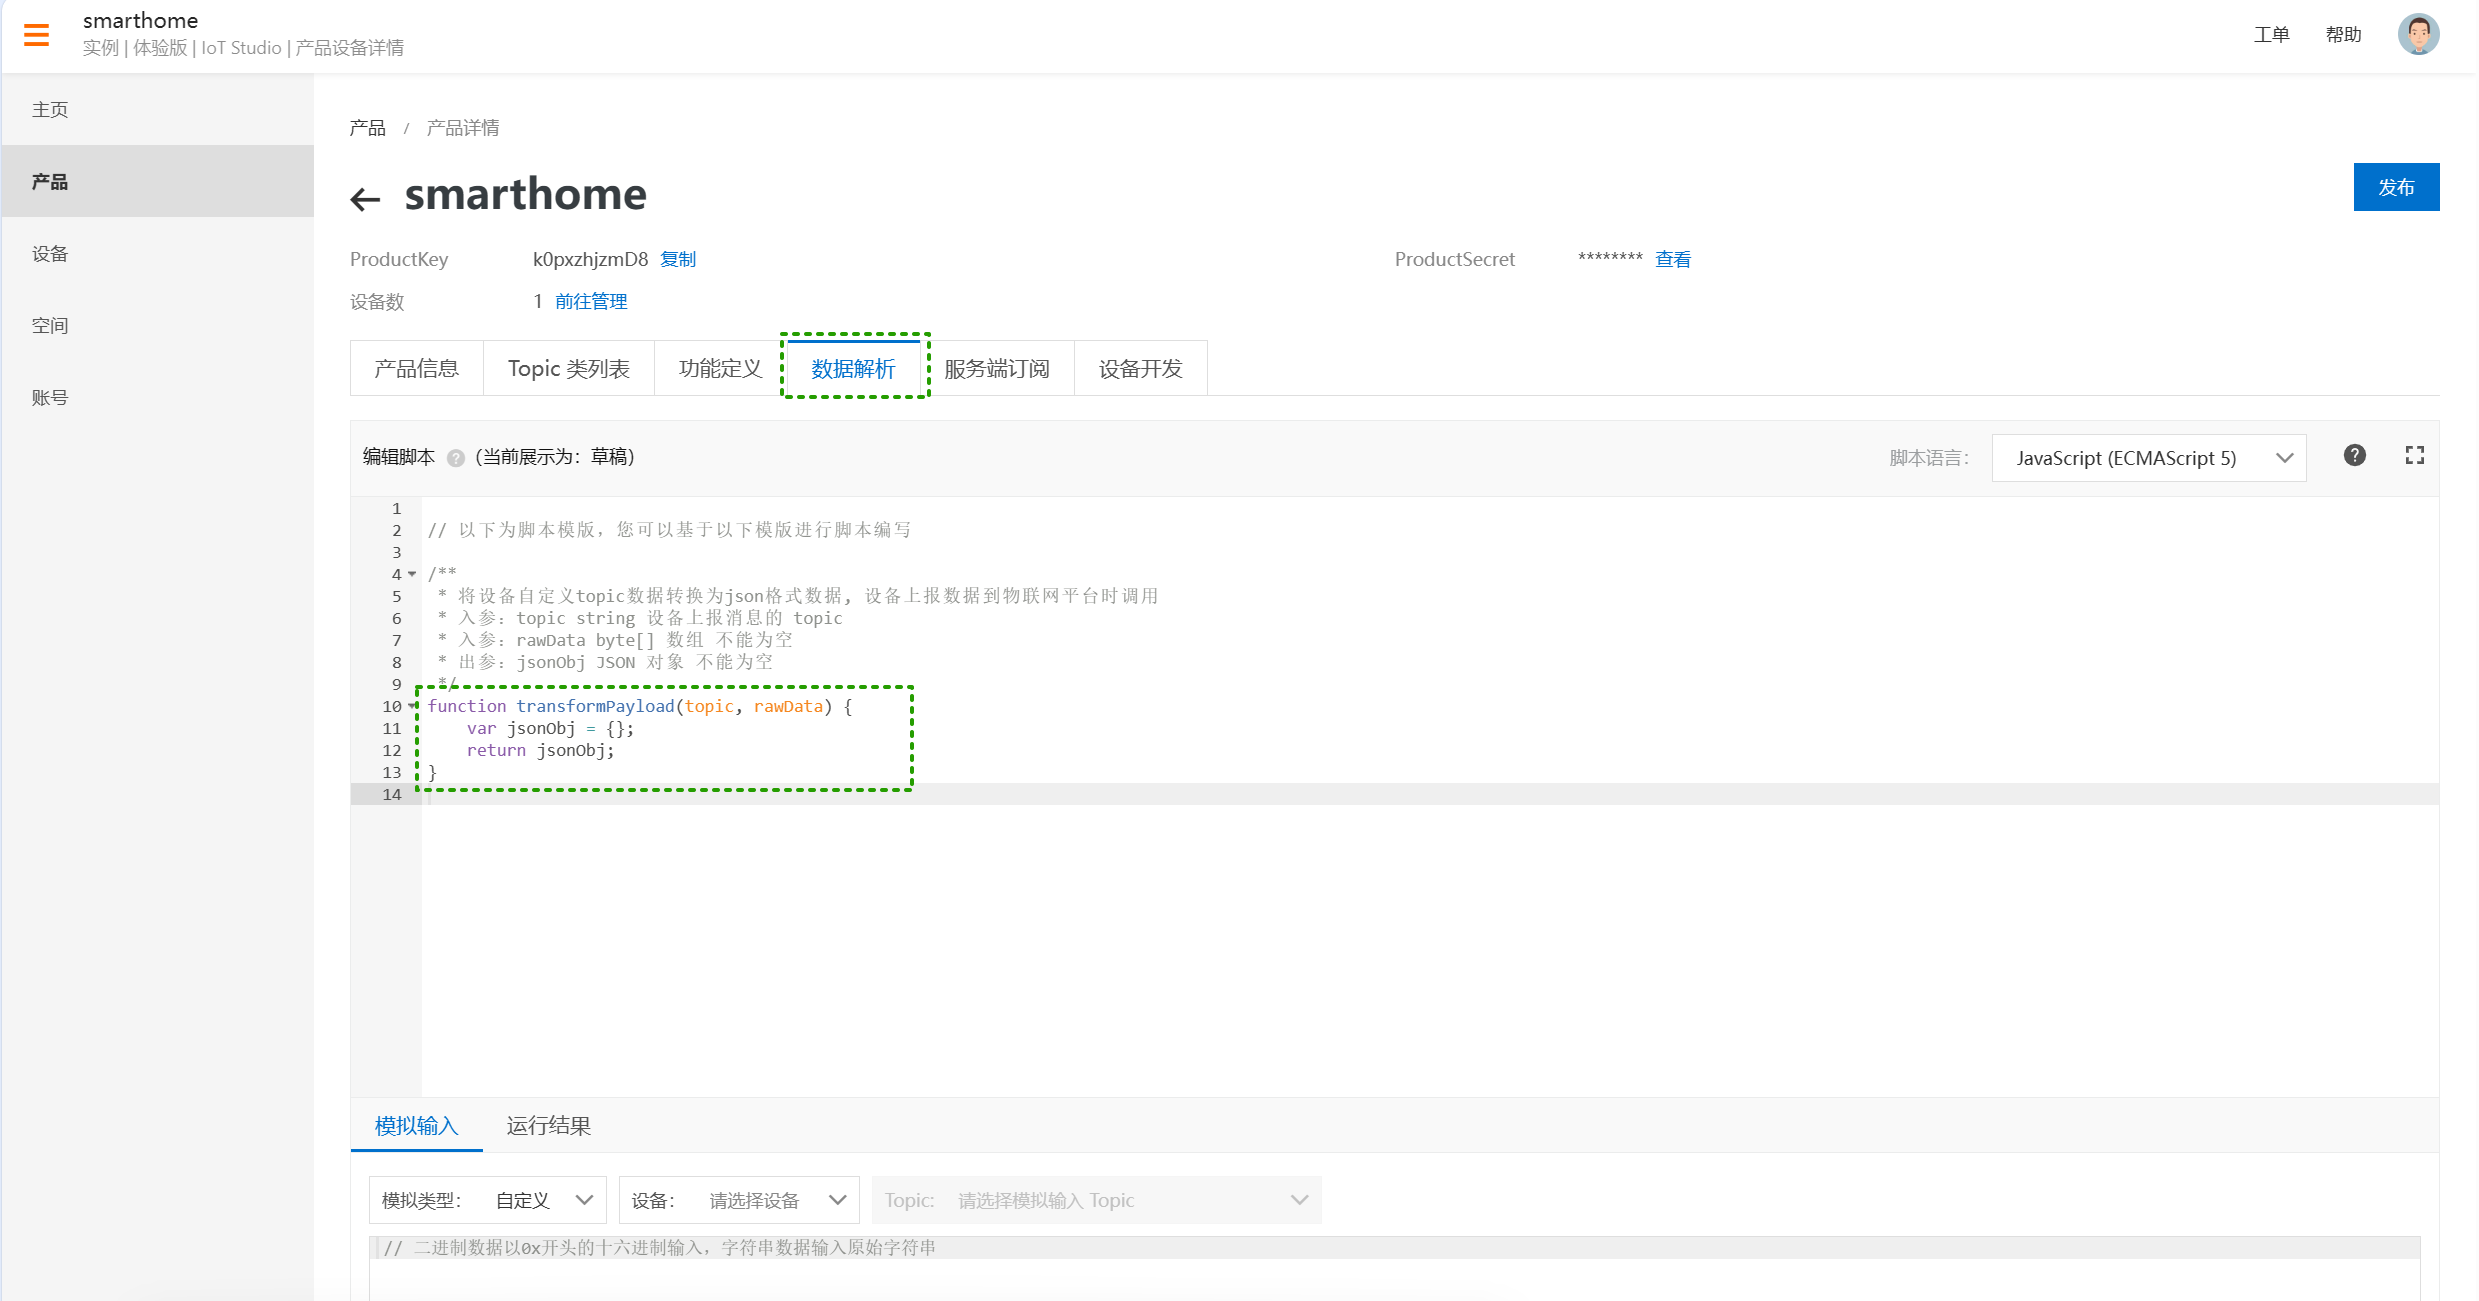 smarthome
实例 | 体验版 | IoT Studio | 产品设备详情
工单 帮助
主页
产品
设备
空间
账号
产品 / 产品详情
smarthome
发布
ProductKey k0pxzhjzmD8 复制 ProductSecret ******** 查看
设备数 1 前往管理
产品信息 Topic 类列表 功能定义 数据解析 服务端订阅 设备开发
编辑脚本 ? (当前展示为：草稿) 脚本语言： JavaScript (ECMAScript 5) ?
1
2 // 以下为脚本模版，您可以基于以下模版进行脚本编写
3
4 /**
5 * 将设备自定义topic数据转换为json格式数据, 设备上报数据到物联网平台时调用
6 * 入参：topic string 设备上报消息的 topic
7 * 入参：rawData byte[] 数组 不能为空
8 * 出参：jsonObj JSON 对象 不能为空
9 */
10 function transformPayload(topic, rawData) {
11 var jsonObj = {};
12 return jsonObj;
13 }
14
模拟输入 运行结果
模拟类型： 自定义 设备： 请选择设备 Topic: 请选择模拟输入 Topic
// 二进制数据以0x开头的十六进制输入，字符串数据输入原始字符串